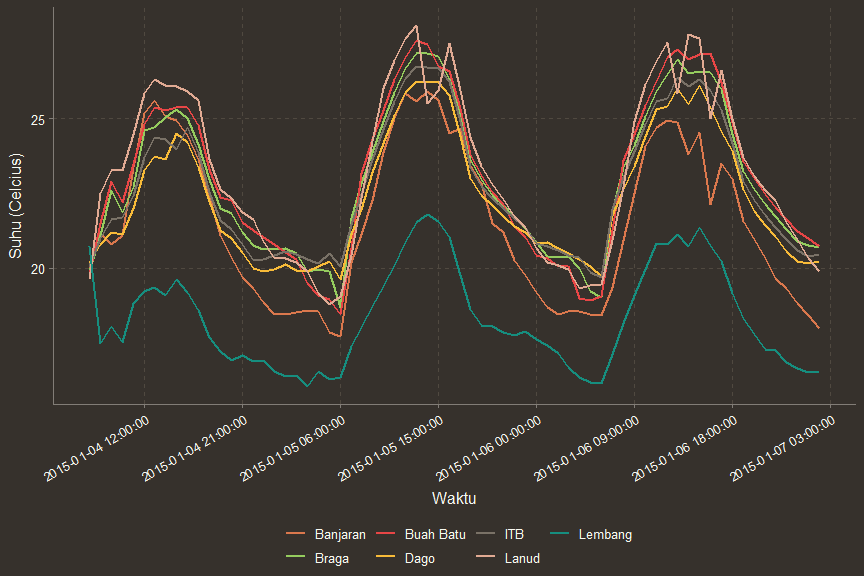 Suhu (Celcius)
25
20
2015-01-04 12:00:00
2015-01-04 21:00:00
2015-01-05 06:00:00
2015-01-05 15:00:00
2015-01-06 00:00:00
2015-01-06 09:00:00
2015-01-06 18:00:00
2015-01-07 03:00:00
Waktu
Banjaran Buah Batu ITB Lembang
Braga Dago Lanud